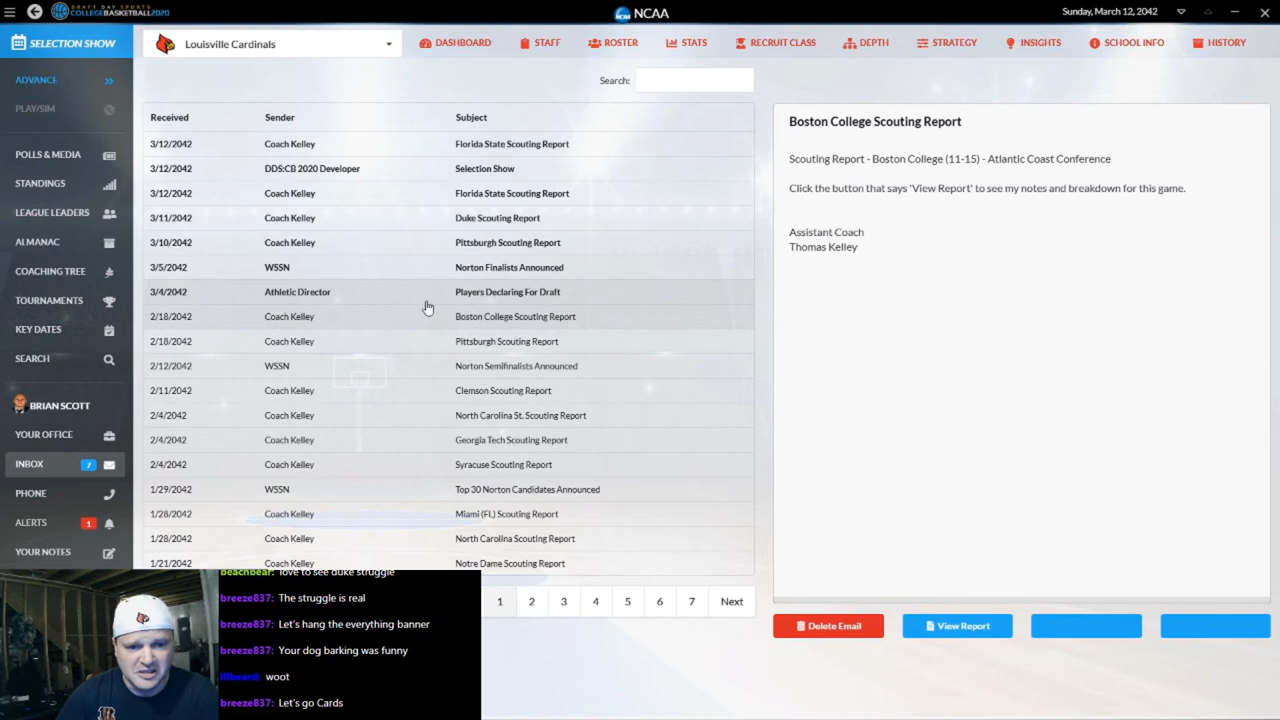 DRAFT DAY SPORTS
COLLEGE BASKETBALL 2020
NCAA
Sunday, March 12, 2042
SELECTION SHOW
Louisville Cardinals
DASHBOARD
STAFF
ROSTER
STATS
RECRUIT CLASS
DEPTH
STRATEGY
INSIGHTS
SCHOOL INFO
HISTORY
ADVANCE
PLAY/SIM
POLLS & MEDIA
STANDINGS
LEAGUE LEADERS
ALMANAC
COACHING TREE
TOURNAMENTS
KEY DATES
SEARCH
BRIAN SCOTT
YOUR OFFICE
INBOX 7
PHONE
ALERTS 1
YOUR NOTES
Search:
Received Sender Subject
3/12/2042 Coach Kelley Florida State Scouting Report
3/12/2042 DDS:CB 2020 Developer Selection Show
3/12/2042 Coach Kelley Florida State Scouting Report
3/11/2042 Coach Kelley Duke Scouting Report
3/10/2042 Coach Kelley Pittsburgh Scouting Report
3/5/2042 WSSN Norton Finalists Announced
3/4/2042 Athletic Director Players Declaring For Draft
2/18/2042 Coach Kelley Boston College Scouting Report
2/18/2042 Coach Kelley Pittsburgh Scouting Report
2/12/2042 WSSN Norton Semifinalists Announced
2/11/2042 Coach Kelley Clemson Scouting Report
2/4/2042 Coach Kelley North Carolina St. Scouting Report
2/4/2042 Coach Kelley Georgia Tech Scouting Report
2/4/2042 Coach Kelley Syracuse Scouting Report
1/29/2042 WSSN Top 30 Norton Candidates Announced
1/28/2042 Coach Kelley Miami (FL) Scouting Report
1/28/2042 Coach Kelley North Carolina Scouting Report
1/21/2042 Coach Kelley Notre Dame Scouting Report
1 2 3 4 5 6 7 Next
Boston College Scouting Report
Scouting Report - Boston College (11-15) - Atlantic Coast Conference
Click the button that says 'View Report' to see my notes and breakdown for this game.
Assistant Coach
Thomas Kelley
Delete Email
View Report
beachbear: love to see duke struggle
breeze837: The struggle is real
breeze837: Let's hang the everything banner
breeze837: Your dog barking was funny
woot
breeze837: Let's go Cards